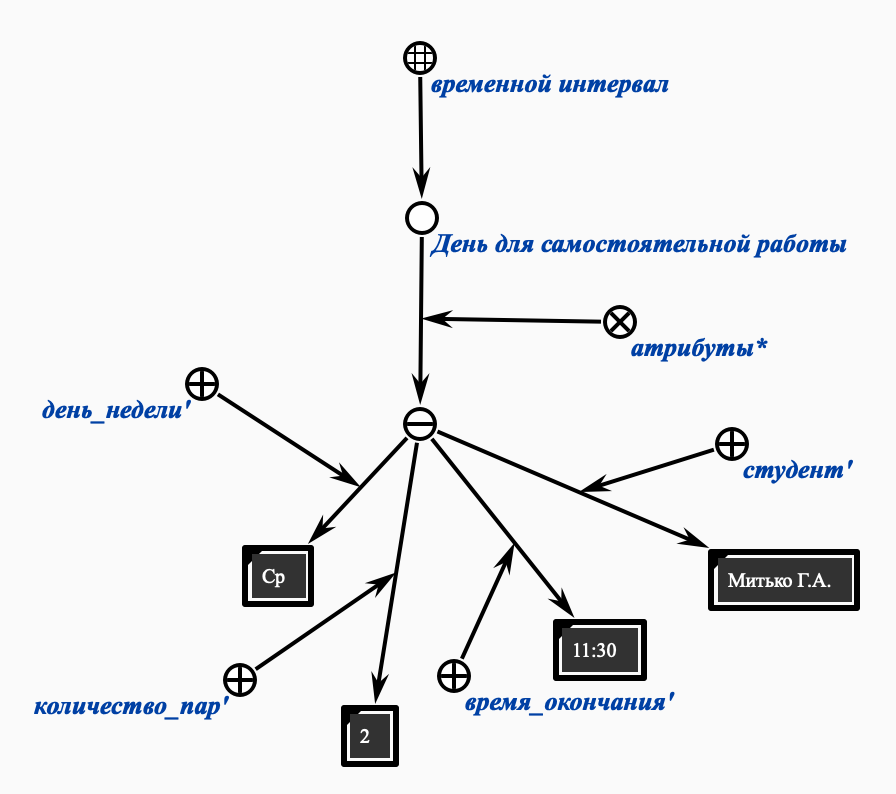 временной интервал
День для самостоятельной работы
атрибуты*
день_недели'
студент'
Ср
Митько Г.А.
11:30
время_окончания'
количество_пар'
2